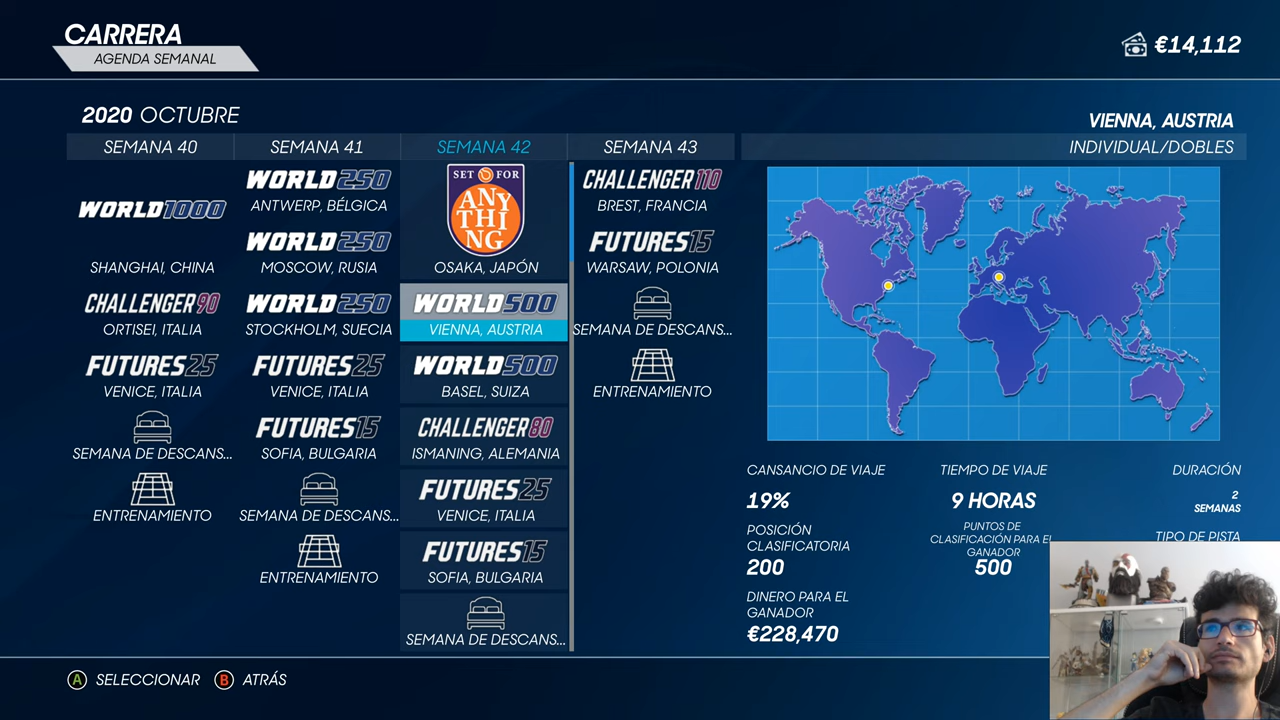 CARRERA
AGENDA SEMANAL
€14,112
2020 OCTUBRE
SEMANA 40
SEMANA 41
SEMANA 42
SEMANA 43
WORLD1000
SHANGHAI, CHINA
CHALLENGER90
ORTISEI, ITALIA
FUTURES25
VENICE, ITALIA
SEMANA DE DESCANS...
ENTRENAMIENTO
WORLD250
ANTWERP, BÉLGICA
WORLD250
MOSCOW, RUSIA
WORLD250
STOCKHOLM, SUECIA
FUTURES25
VENICE, ITALIA
FUTURES15
SOFIA, BULGARIA
SEMANA DE DESCANS...
ENTRENAMIENTO
SET FOR
ANY
THI
NG
OSAKA, JAPÓN
WORLD500
VIENNA, AUSTRIA
WORLD500
BASEL, SUIZA
CHALLENGER80
ISMANING, ALEMANIA
FUTURES25
VENICE, ITALIA
FUTURES15
SOFIA, BULGARIA
SEMANA DE DESCANS...
CHALLENGER110
BREST, FRANCIA
FUTURES15
WARSAW, POLONIA
SEMANA DE DESCANS...
ENTRENAMIENTO
VIENNA, AUSTRIA
INDIVIDUAL/DOBLES
CANSANCIO DE VIAJE
19%
TIEMPO DE VIAJE
9 HORAS
DURACIÓN
2
SEMANAS
POSICIÓN
CLASIFICATORIA
200
PUNTOS DE
CLASIFICACIÓN PARA EL
GANADOR
500
TIPO DE PISTA
DINERO PARA EL
GANADOR
€228,470
A SELECCIONAR
B ATRÁS